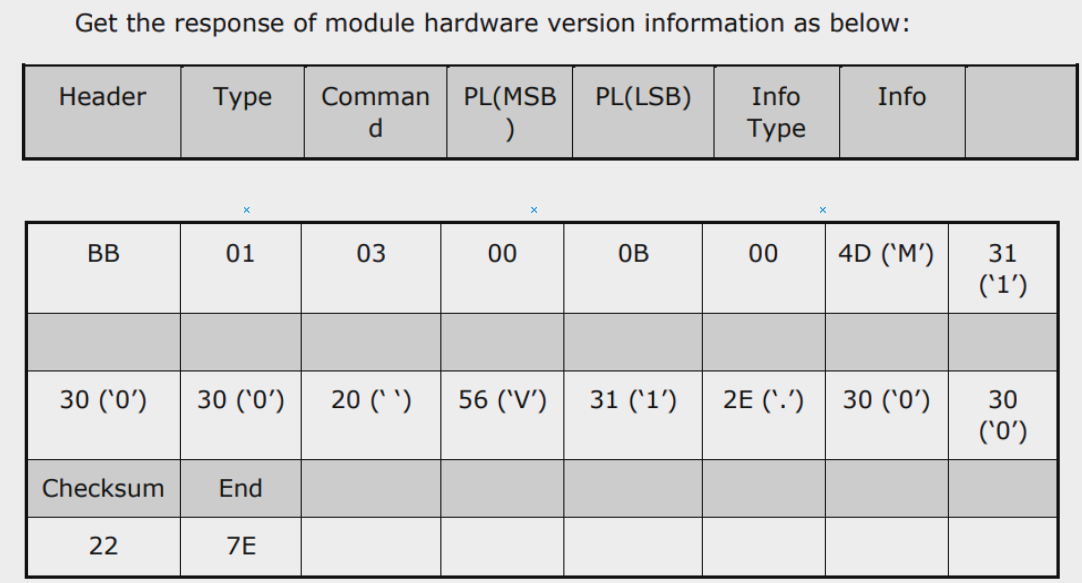 Get the response of module hardware version information as below:
Header Type Comman PL(MSB PL(LSB) Info Info
d ) Type
BB 01 03 00 0B 00 4D (‘M’) 31
(‘1’)
30 (‘0’) 30 (‘0’) 20 (‘ ‘) 56 (‘V’) 31 (‘1’) 2E (‘.’) 30 (‘0’) 30
(‘0’)
Checksum End
22 7E